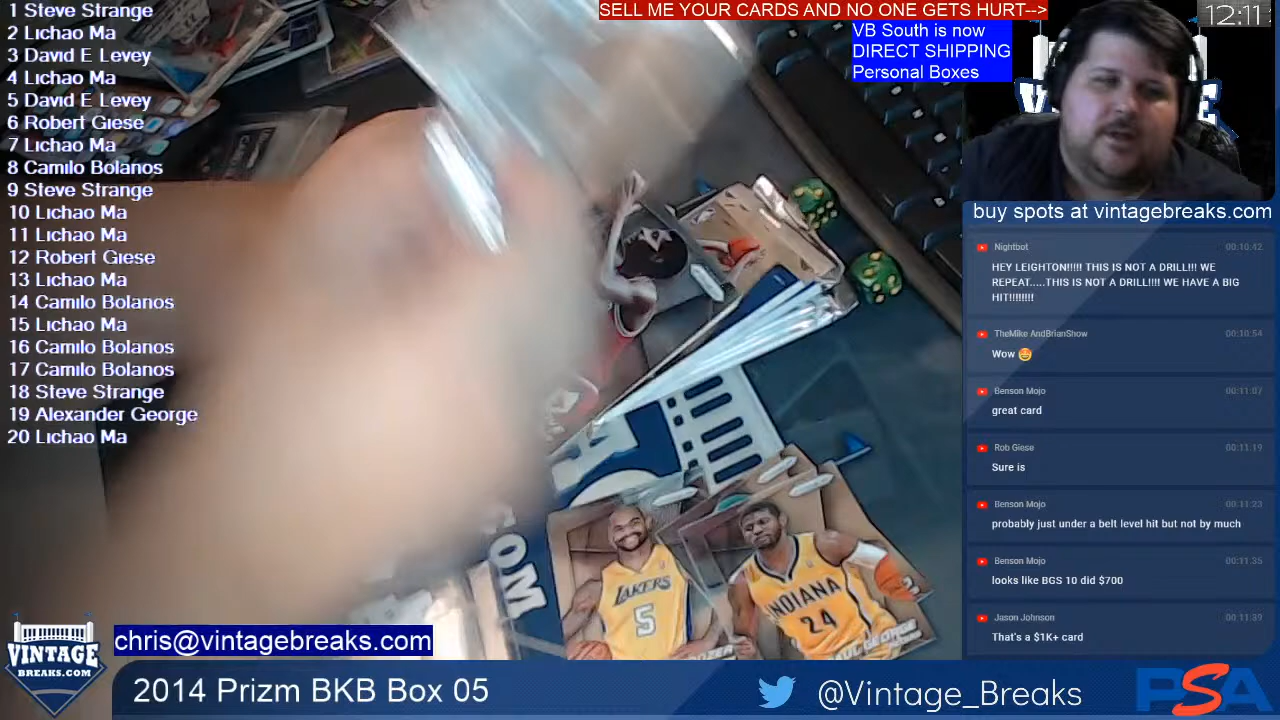 1 Steve Strange
2 Lichao Ma
3 David E Levey
4 Lichao Ma
5 David E Levey
6 Robert Giese
7 Lichao Ma
8 Camilo Bolanos
9 Steve Strange
10 Lichao Ma
11 Lichao Ma
12 Robert Giese
13 Lichao Ma
14 Camilo Bolanos
15 Lichao Ma
16 Camilo Bolanos
17 Camilo Bolanos
18 Steve Strange
19 Alexander George
20 Lichao Ma
SELL ME YOUR CARDS AND NO ONE GETS HURT-->
VB South is now
DIRECT SHIPPING
Personal Boxes
12:11
buy spots at vintagebreaks.com
Nightbot 00:10:42
HEY LEIGHTON!!!!! THIS IS NOT A DRILL!!! WE
REPEAT.....THIS IS NOT A DRILL!!!! WE HAVE A BIG
HIT!!!!!!!!
TheMike AndBrianShow 00:10:54
Wow 🤩
Benson Mojo 00:11:07
great card
Rob Giese 00:11:19
Sure is
Benson Mojo 00:11:23
probably just under a belt level hit but not by much
Benson Mojo 00:11:35
looks like BGS 10 did $700
Jason Johnson 00:11:39
That's a $1K+ card
LAKERS
5
INDIANA
24
PAUL GEORGE
VINTAGE
BREAKS.COM
chris@vintagebreaks.com
2014 Prizm BKB Box 05
@Vintage_Breaks
PSA